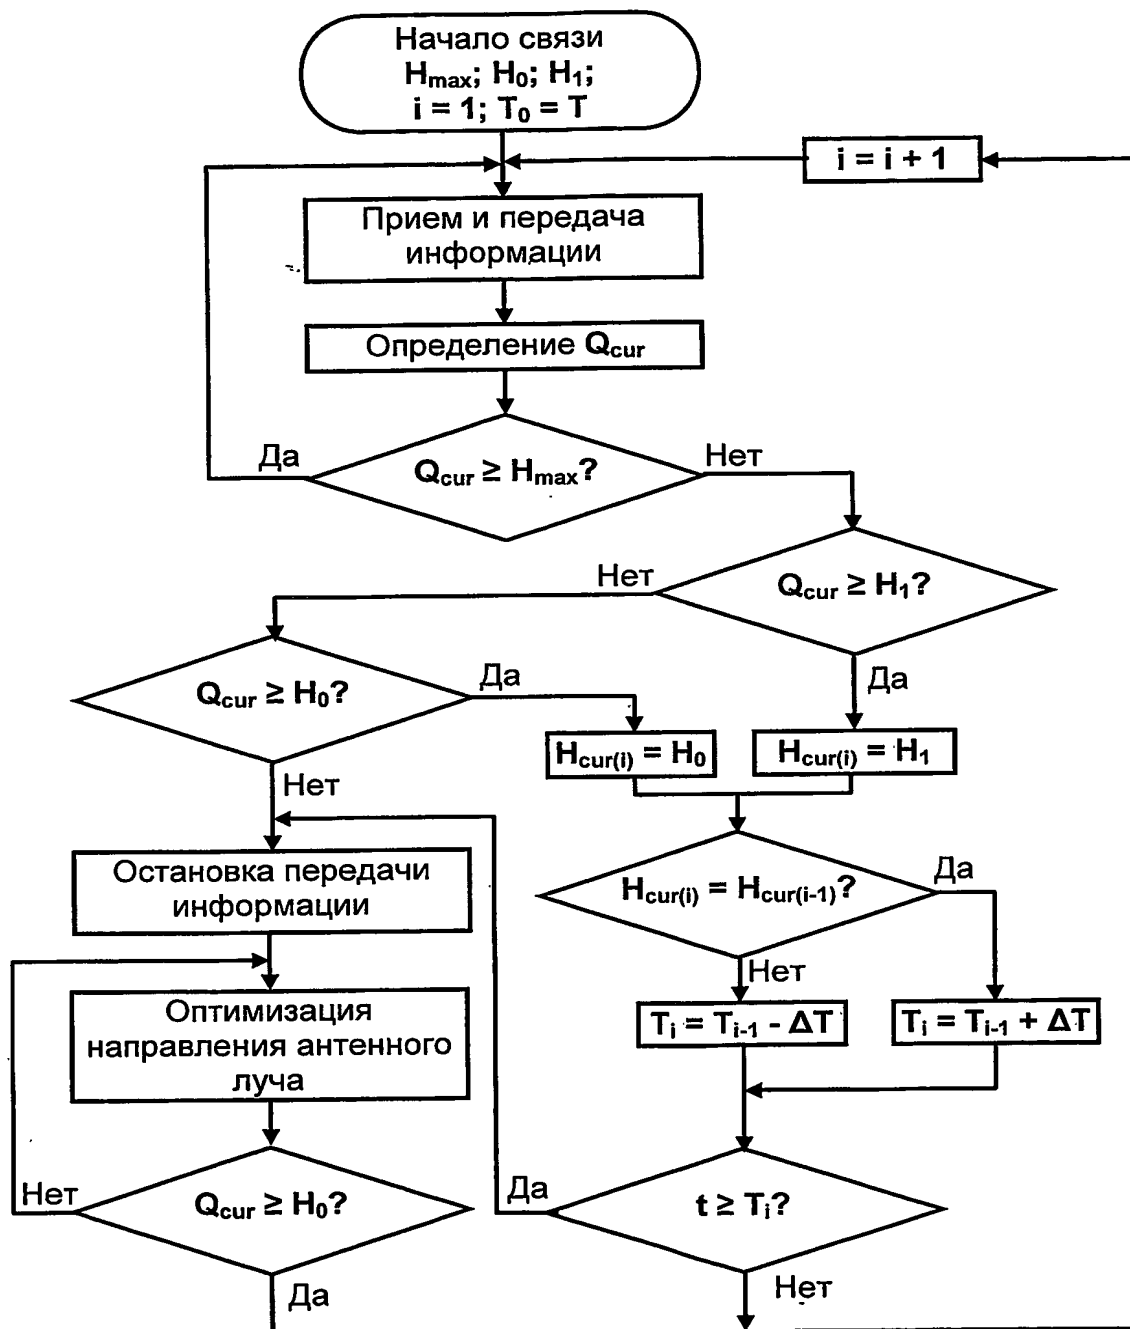 Начало связи
Hmax; H0; H1;
i = 1; T0 = T
i = i + 1
Прием и передача
информации
Определение Qcur
Да
Qcur ≥ Hmax?
Нет
Нет
Qcur ≥ H1?
Да
Qcur ≥ H0?
Да
Hcur(i) = H0
Hcur(i) = H1
Нет
Остановка передачи
информации
Hcur(i) = Hcur(i-1)?
Да
Нет
Оптимизация
направления антенного
луча
Ti = Ti-1 - ΔT
Ti = Ti-1 + ΔT
Нет
Qcur ≥ H0?
Да
Да
t ≥ Ti?
Нет